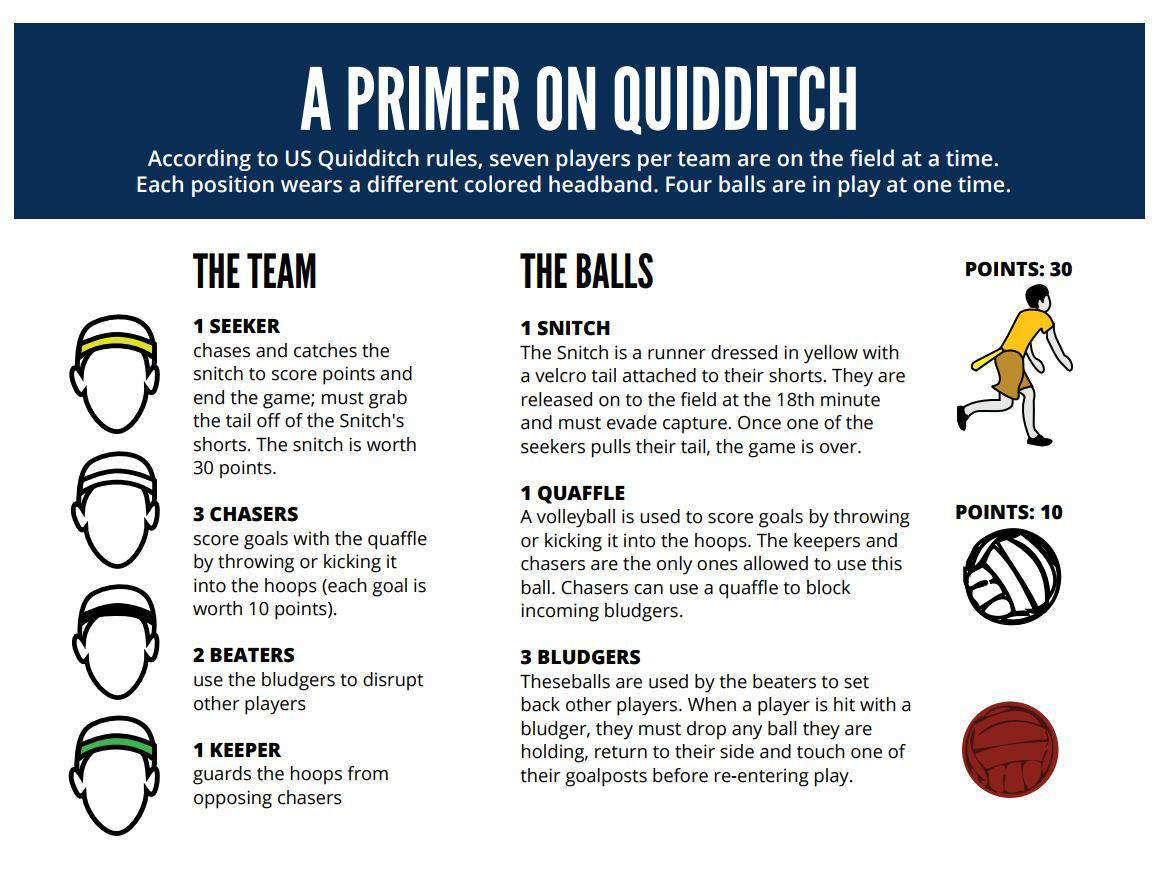 A PRIMER ON QUIDDITCH
According to US Quidditch rules, seven players per team are on the field at a time.
Each position wears a different colored headband. Four balls are in play at one time.
THE TEAM
1 SEEKER
chases and catches the
snitch to score points and
end the game; must grab
the tail off of the Snitch's
shorts. The snitch is worth
30 points.
3 CHASERS
score goals with the quaffle
by throwing or kicking it
into the hoops (each goal is
worth 10 points).
2 BEATERS
use the bludgers to disrupt
other players
1 KEEPER
guards the hoops from
opposing chasers
THE BALLS
1 SNITCH
The Snitch is a runner dressed in yellow with
a velcro tail attached to their shorts. They are
released on to the field at the 18th minute
and must evade capture. Once one of the
seekers pulls their tail, the game is over.
1 QUAFFLE
A volleyball is used to score goals by throwing
or kicking it into the hoops. The keepers and
chasers are the only ones allowed to use this
ball. Chasers can use a quaffle to block
incoming bludgers.
3 BLUDGERS
Theseballs are used by the beaters to set
back other players. When a player is hit with a
bludger, they must drop any ball they are
holding, return to their side and touch one of
their goalposts before re-entering play.
POINTS: 30
POINTS: 10